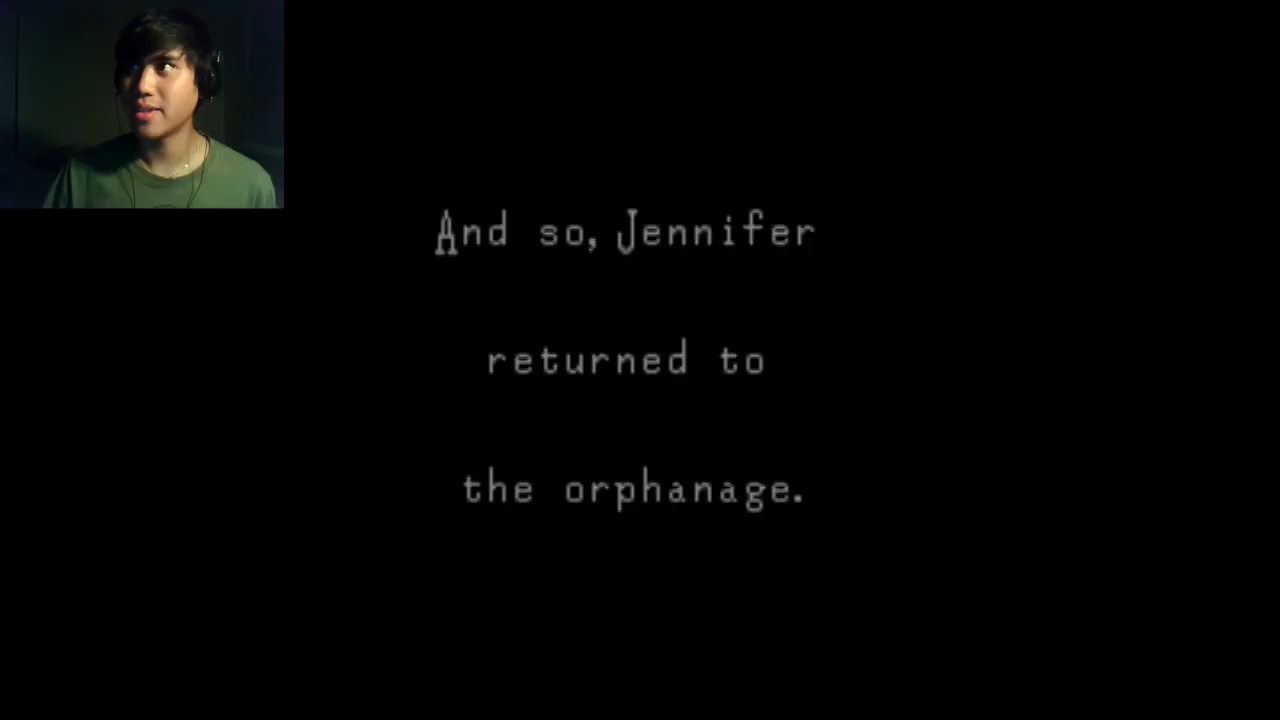 And so, Jennifer
returned to
the orphanage.